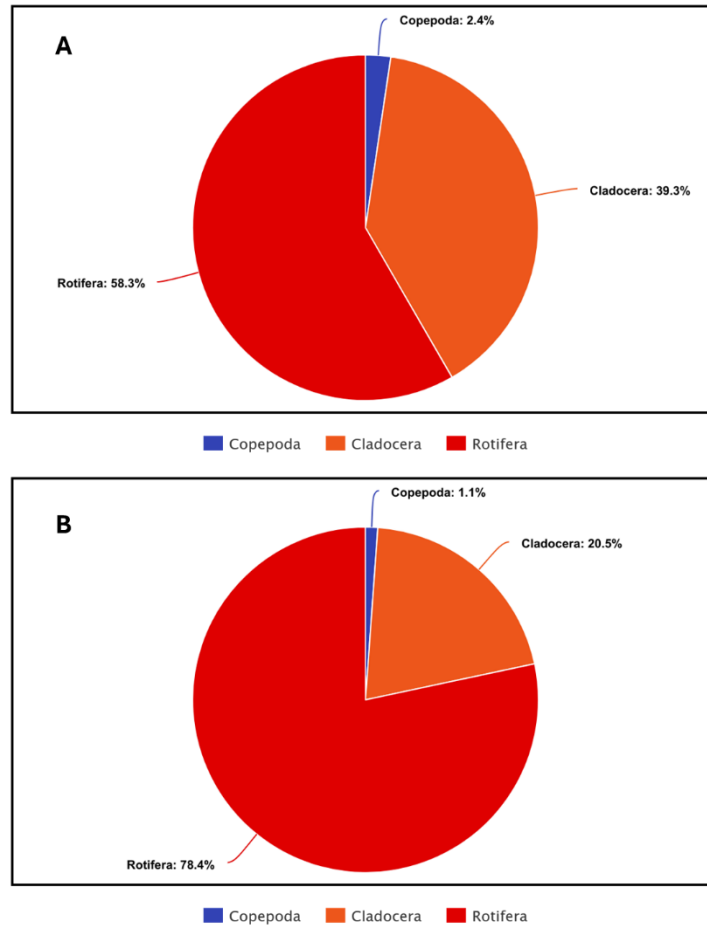 A
Copepoda: 2.4%
Cladocera: 39.3%
Rotifera: 58.3%
Copepoda Cladocera Rotifera
B
Copepoda: 1.1%
Cladocera: 20.5%
Rotifera: 78.4%
Copepoda Cladocera Rotifera